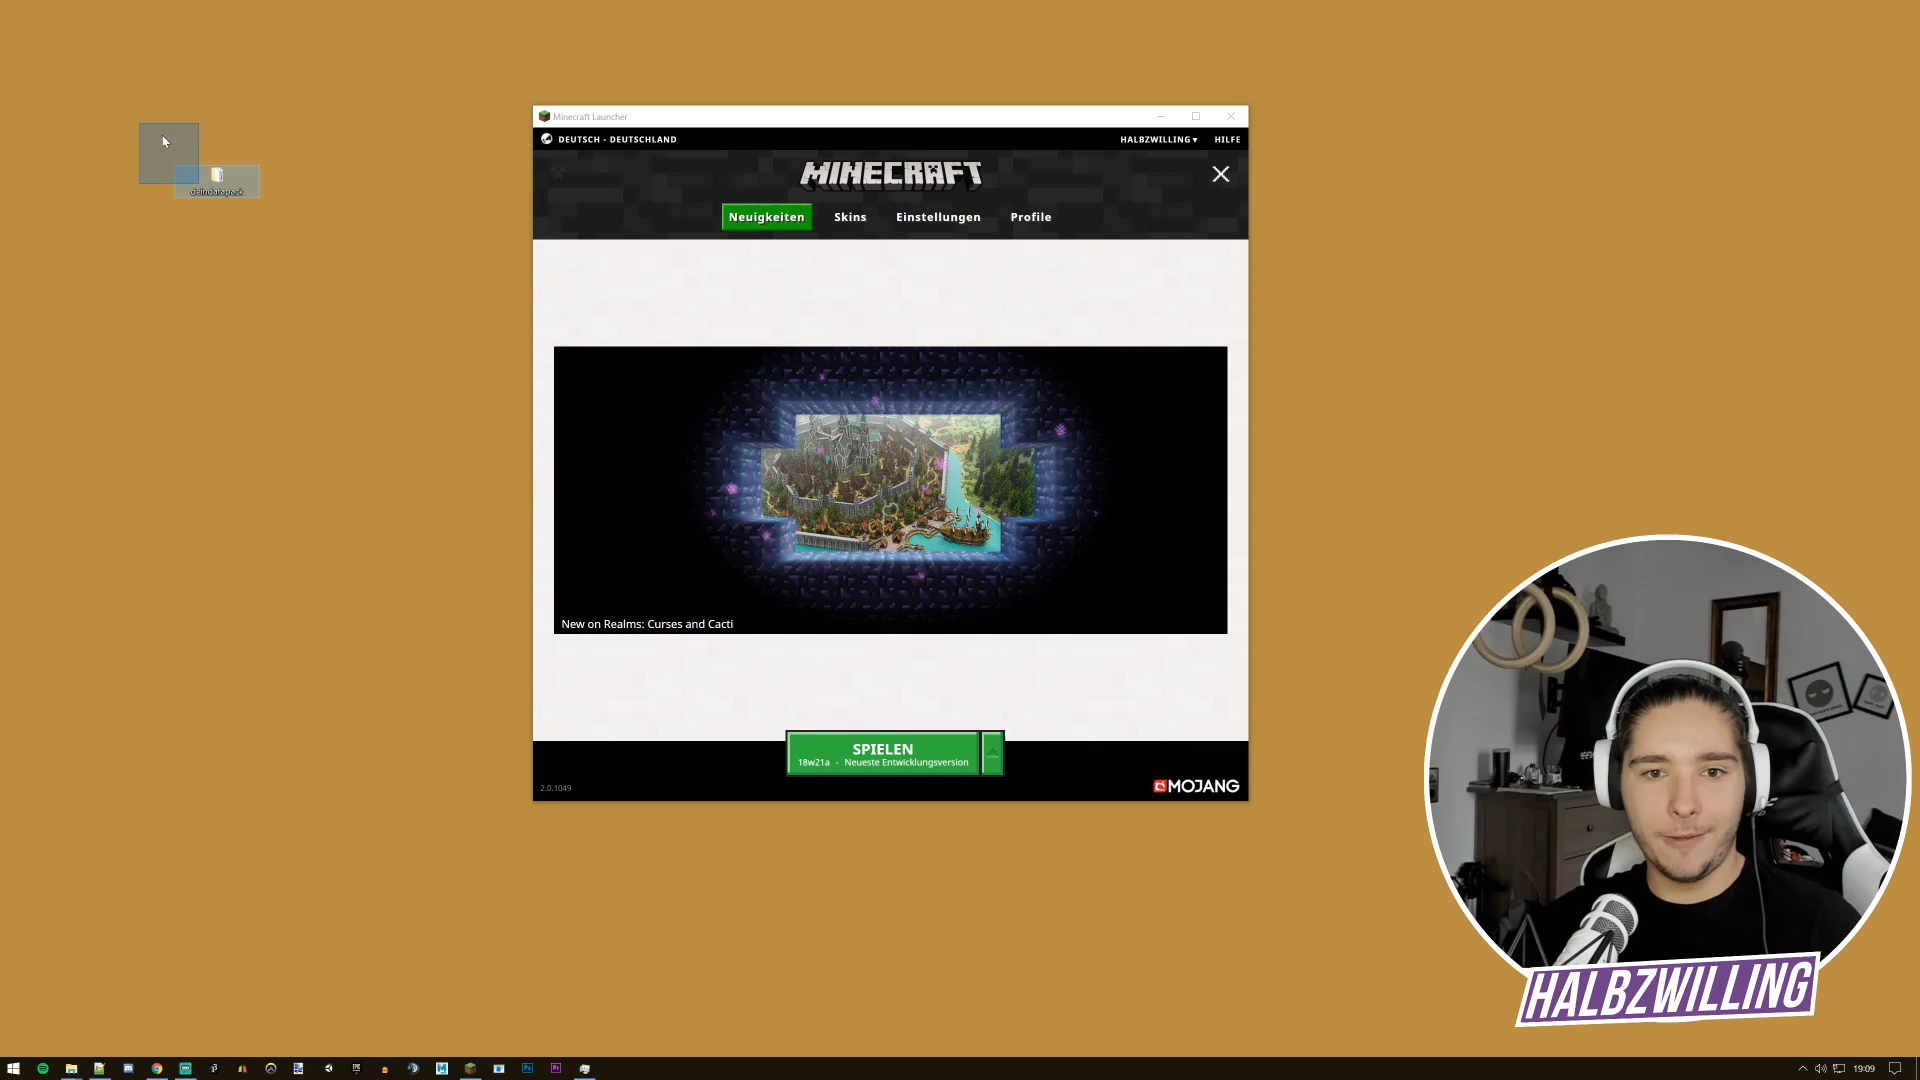 Minecraft Launcher
DEUTSCH - DEUTSCHLAND
HALBZWILLING
HILFE
MINECRAFT
Neuigkeiten
Skins
Einstellungen
Profile
deindatapack
New on Realms: Curses and Cacti
SPIELEN
18w21a - Neueste Entwicklungsversion
2.0.1049
MOJANG
HALBZWILLING
19:09